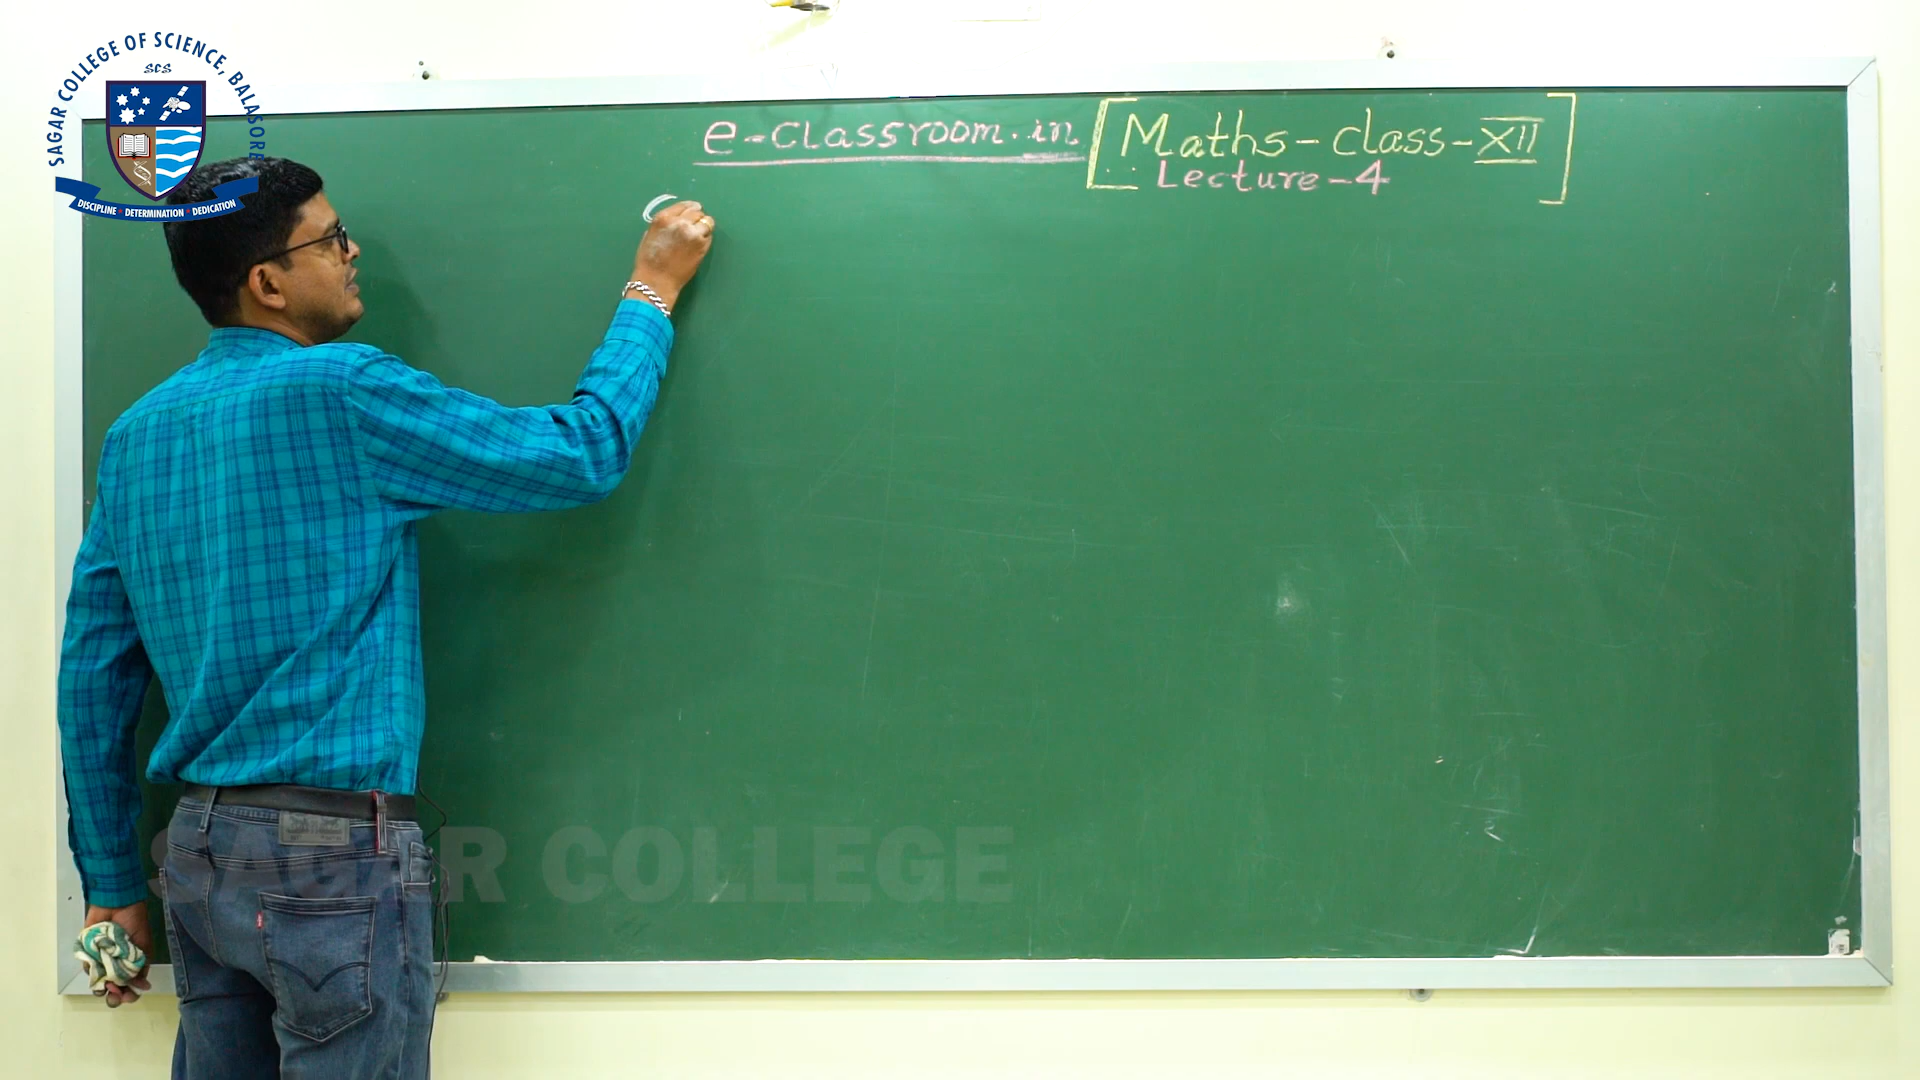 SAGAR COLLEGE OF SCIENCE, BALASORE
SCS
DISCIPLINE • DETERMINATION • DEDICATION
e-classroom.in [Maths-class-XII
Lecture-4]
SAGAR COLLEGE